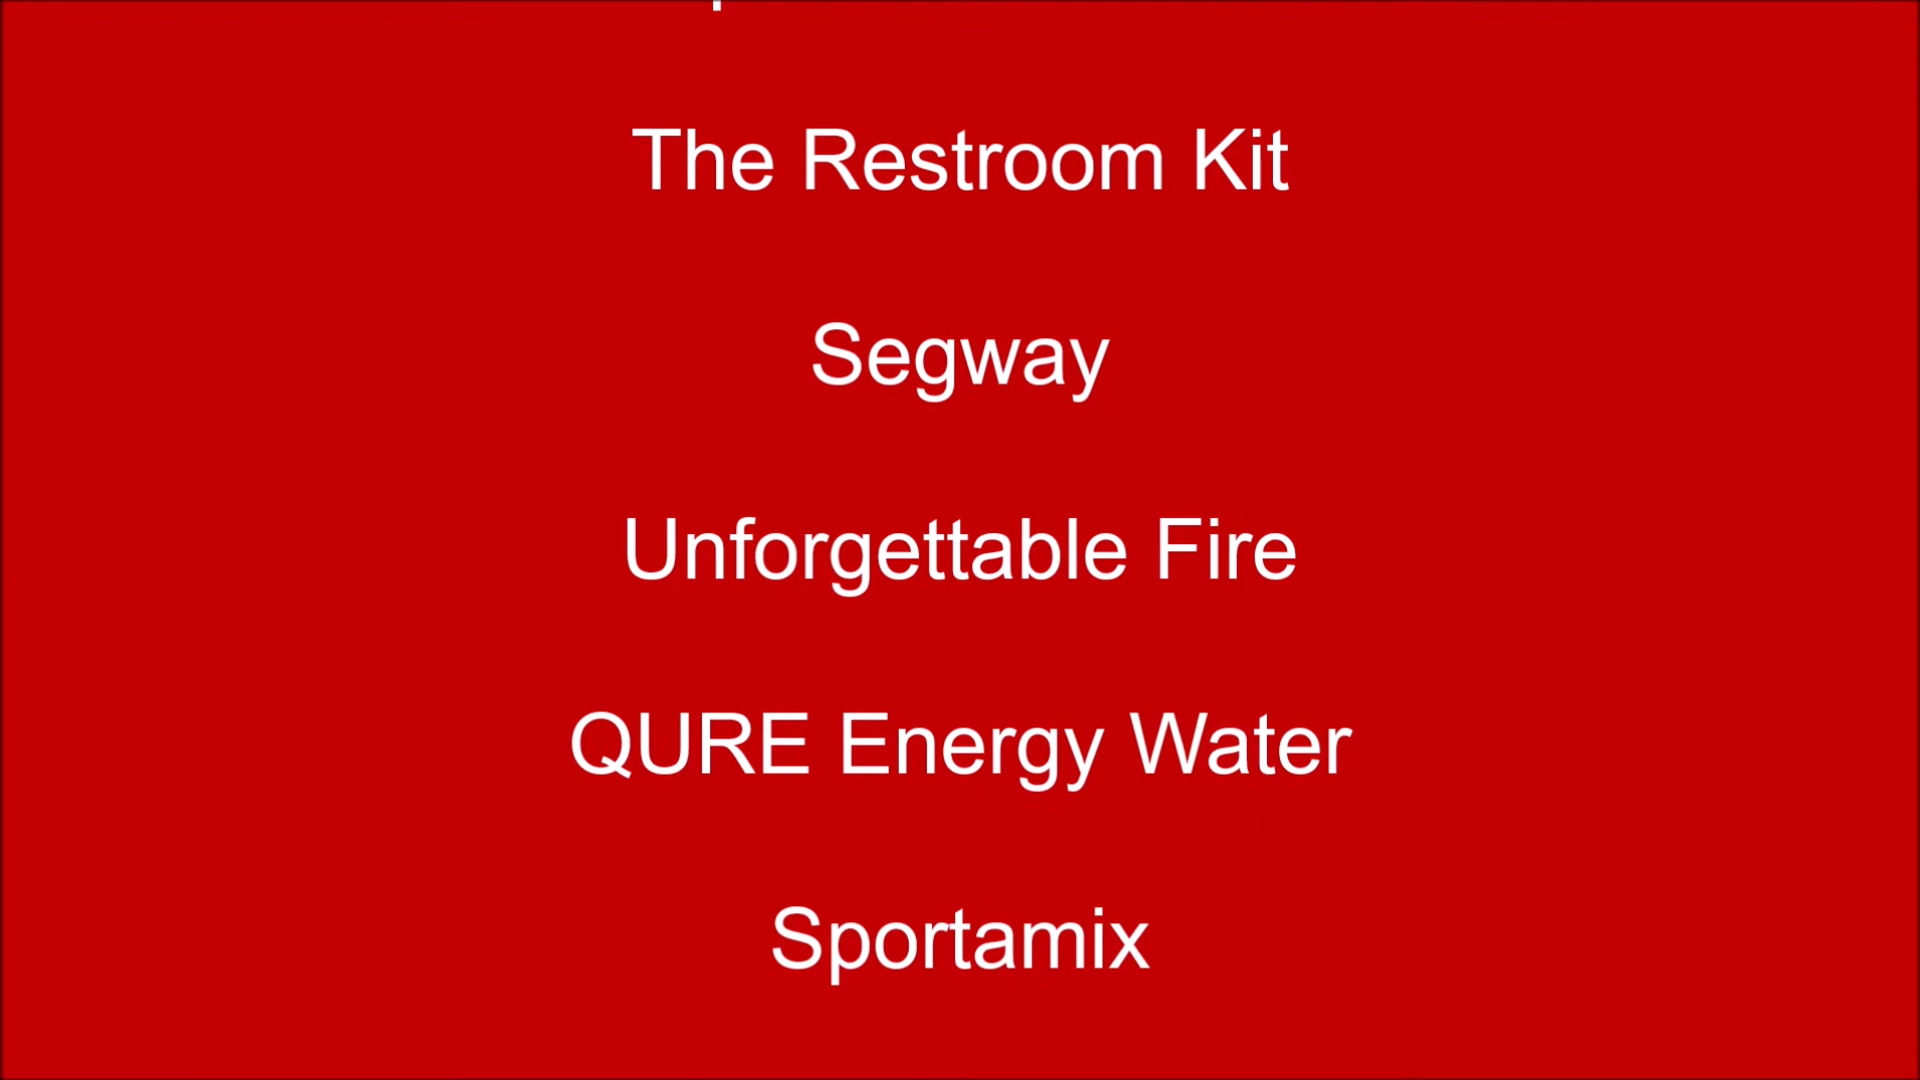 The Restroom Kit
Segway
Unforgettable Fire
QURE Energy Water
Sportamix